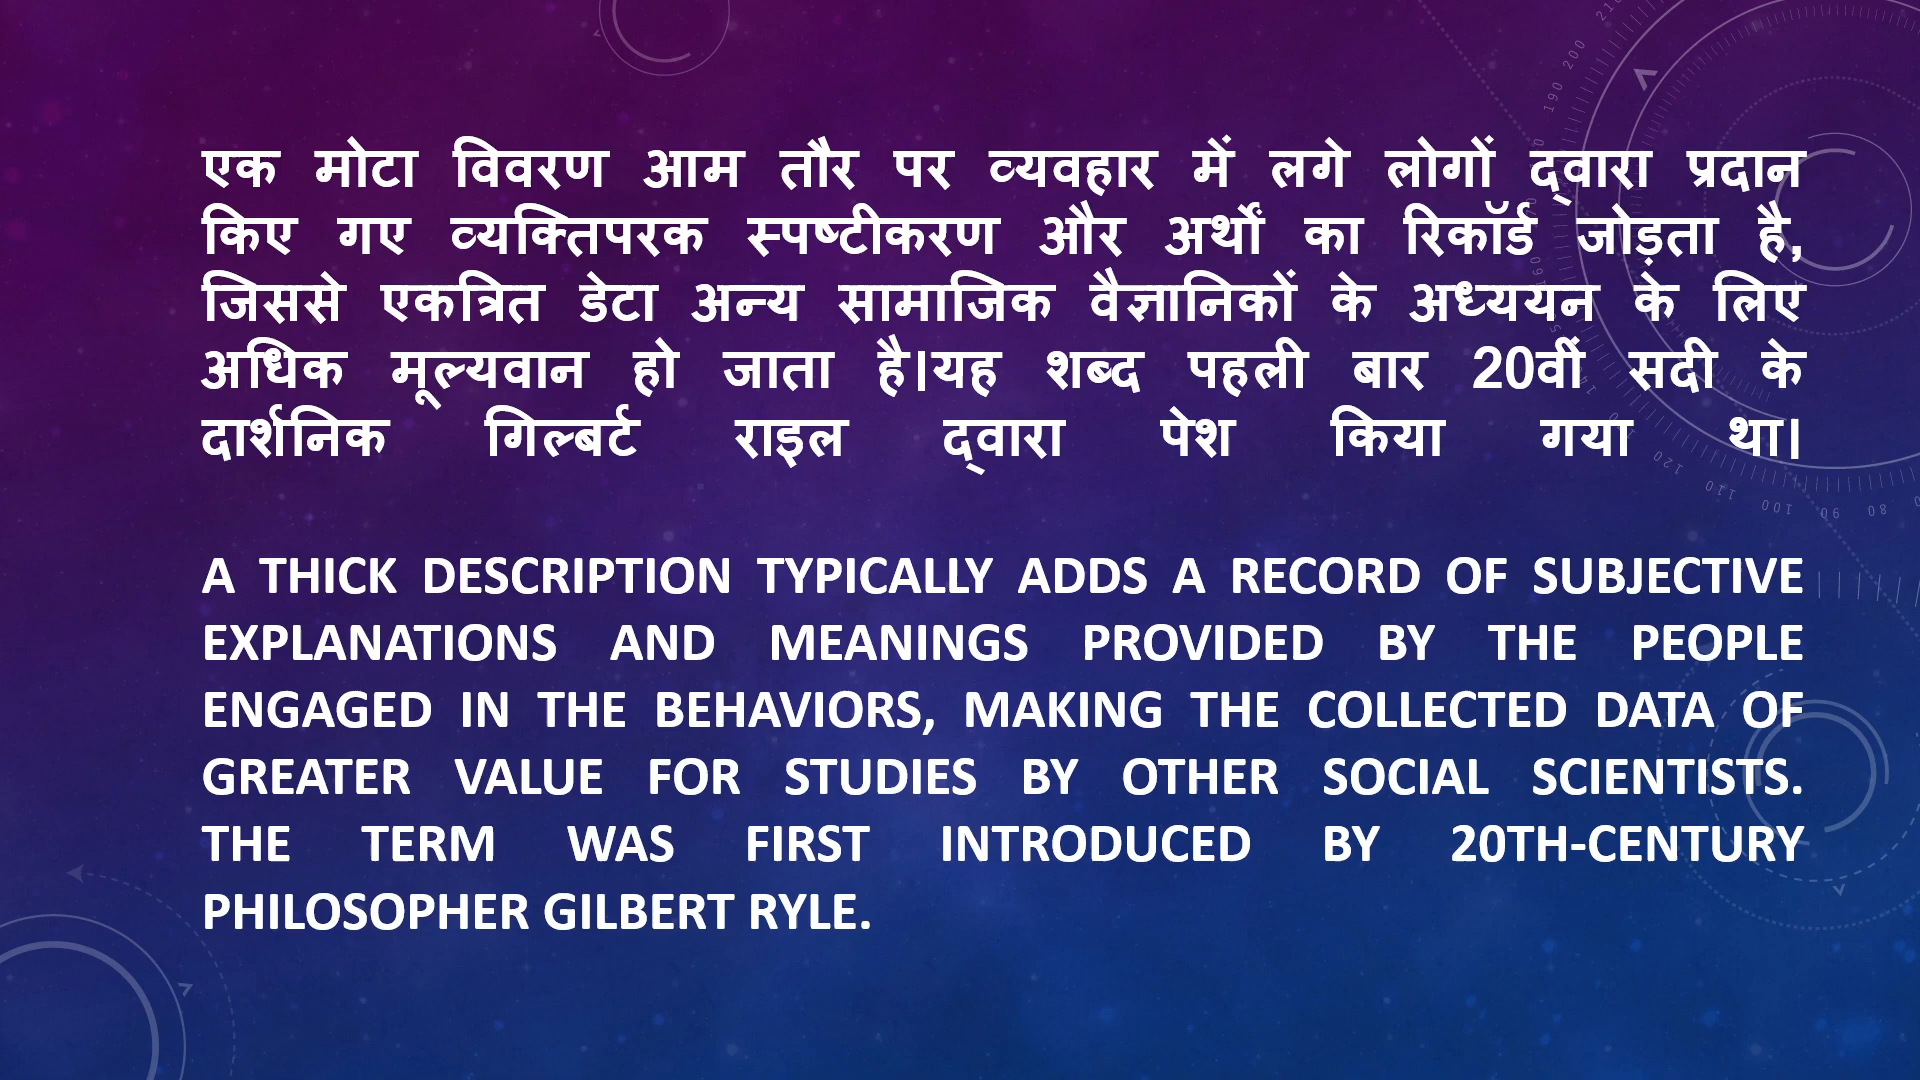 एक मोटा विवरण आम तौर पर व्यवहार में लगे लोगों द्वारा प्रदान
किए गए व्यक्तिपरक स्पष्टीकरण और अर्थों का रिकॉर्ड जोड़ता है,
जिससे एकत्रित डेटा अन्य सामाजिक वैज्ञानिकों के अध्ययन के लिए
अधिक मूल्यवान हो जाता है।यह शब्द पहली बार 20वीं सदी के
दार्शनिक गिल्बर्ट राइल द्वारा पेश किया गया था।
A THICK DESCRIPTION TYPICALLY ADDS A RECORD OF SUBJECTIVE
EXPLANATIONS AND MEANINGS PROVIDED BY THE PEOPLE
ENGAGED IN THE BEHAVIORS, MAKING THE COLLECTED DATA OF
GREATER VALUE FOR STUDIES BY OTHER SOCIAL SCIENTISTS.
THE TERM WAS FIRST INTRODUCED BY 20TH-CENTURY
PHILOSOPHER GILBERT RYLE.